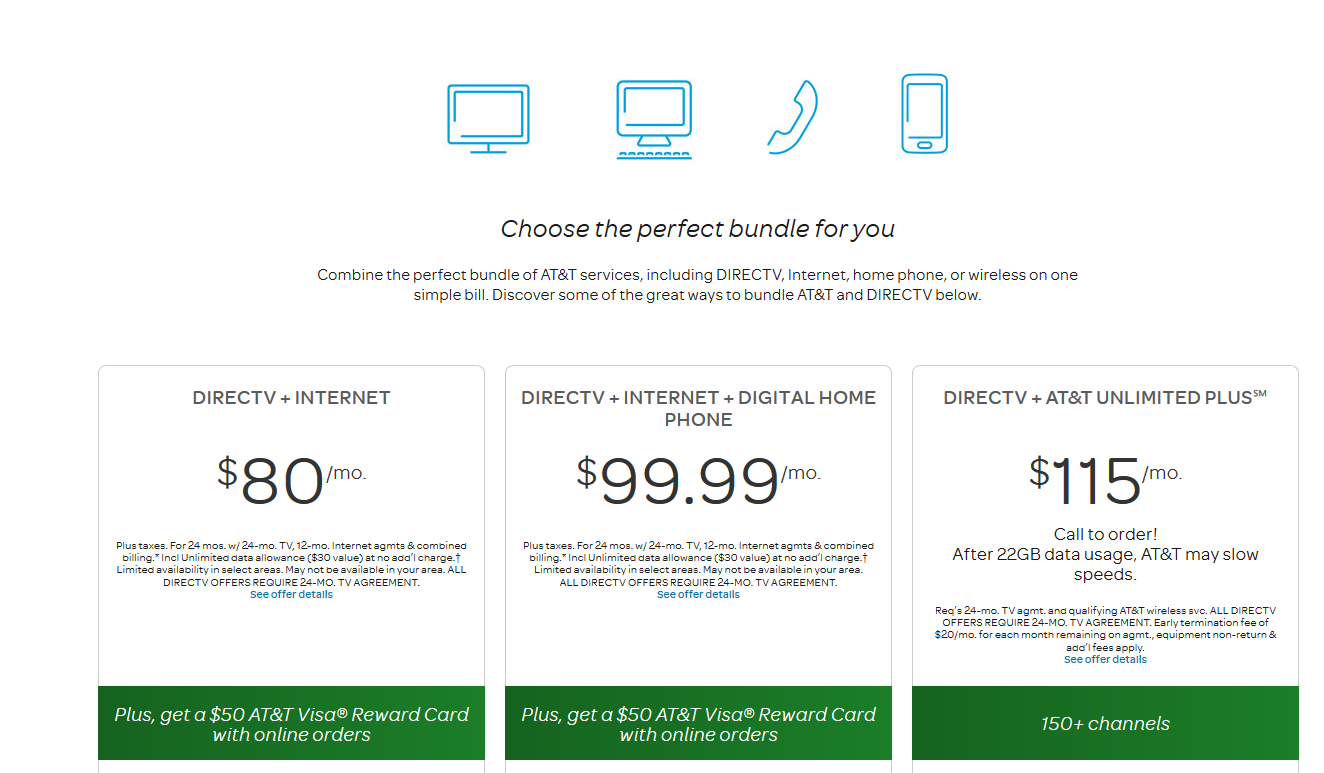 Choose the perfect bundle for you
Combine the perfect bundle of AT&T services, including DIRECTV, Internet, home phone, or wireless on one
simple bill. Discover some of the great ways to bundle AT&T and DIRECTV below.
DIRECTV + INTERNET
$80/mo.
Plus taxes. For 24 mos. w/ 24-mo. TV, 12-mo. Internet agmts & combined
billing.* Incl Unlimited data allowance ($30 value) at no add'l charge.†
Limited availability in select areas. May not be available in your area. ALL
DIRECTV OFFERS REQUIRE 24-MO. TV AGREEMENT.
See offer details
Plus, get a $50 AT&T Visa® Reward Card
with online orders
DIRECTV + INTERNET + DIGITAL HOME
PHONE
$99.99/mo.
Plus taxes. For 24 mos. w/ 24-mo. TV, 12-mo. Internet agmts & combined
billing.* Incl Unlimited data allowance ($30 value) at no add'l charge.†
Limited availability in select areas. May not be available in your area.
ALL DIRECTV OFFERS REQUIRE 24-MO. TV AGREEMENT.
See offer details
Plus, get a $50 AT&T Visa® Reward Card
with online orders
DIRECTV + AT&T UNLIMITED PLUS℠
$115/mo.
Call to order!
After 22GB data usage, AT&T may slow
speeds.
Req's 24-mo. TV agmt. and qualifying AT&T wireless svc. ALL DIRECTV
OFFERS REQUIRE 24-MO. TV AGREEMENT. Early termination fee of
$20/mo. for each month remaining on agmt., equipment non-return &
add'l fees apply.
See offer details
150+ channels